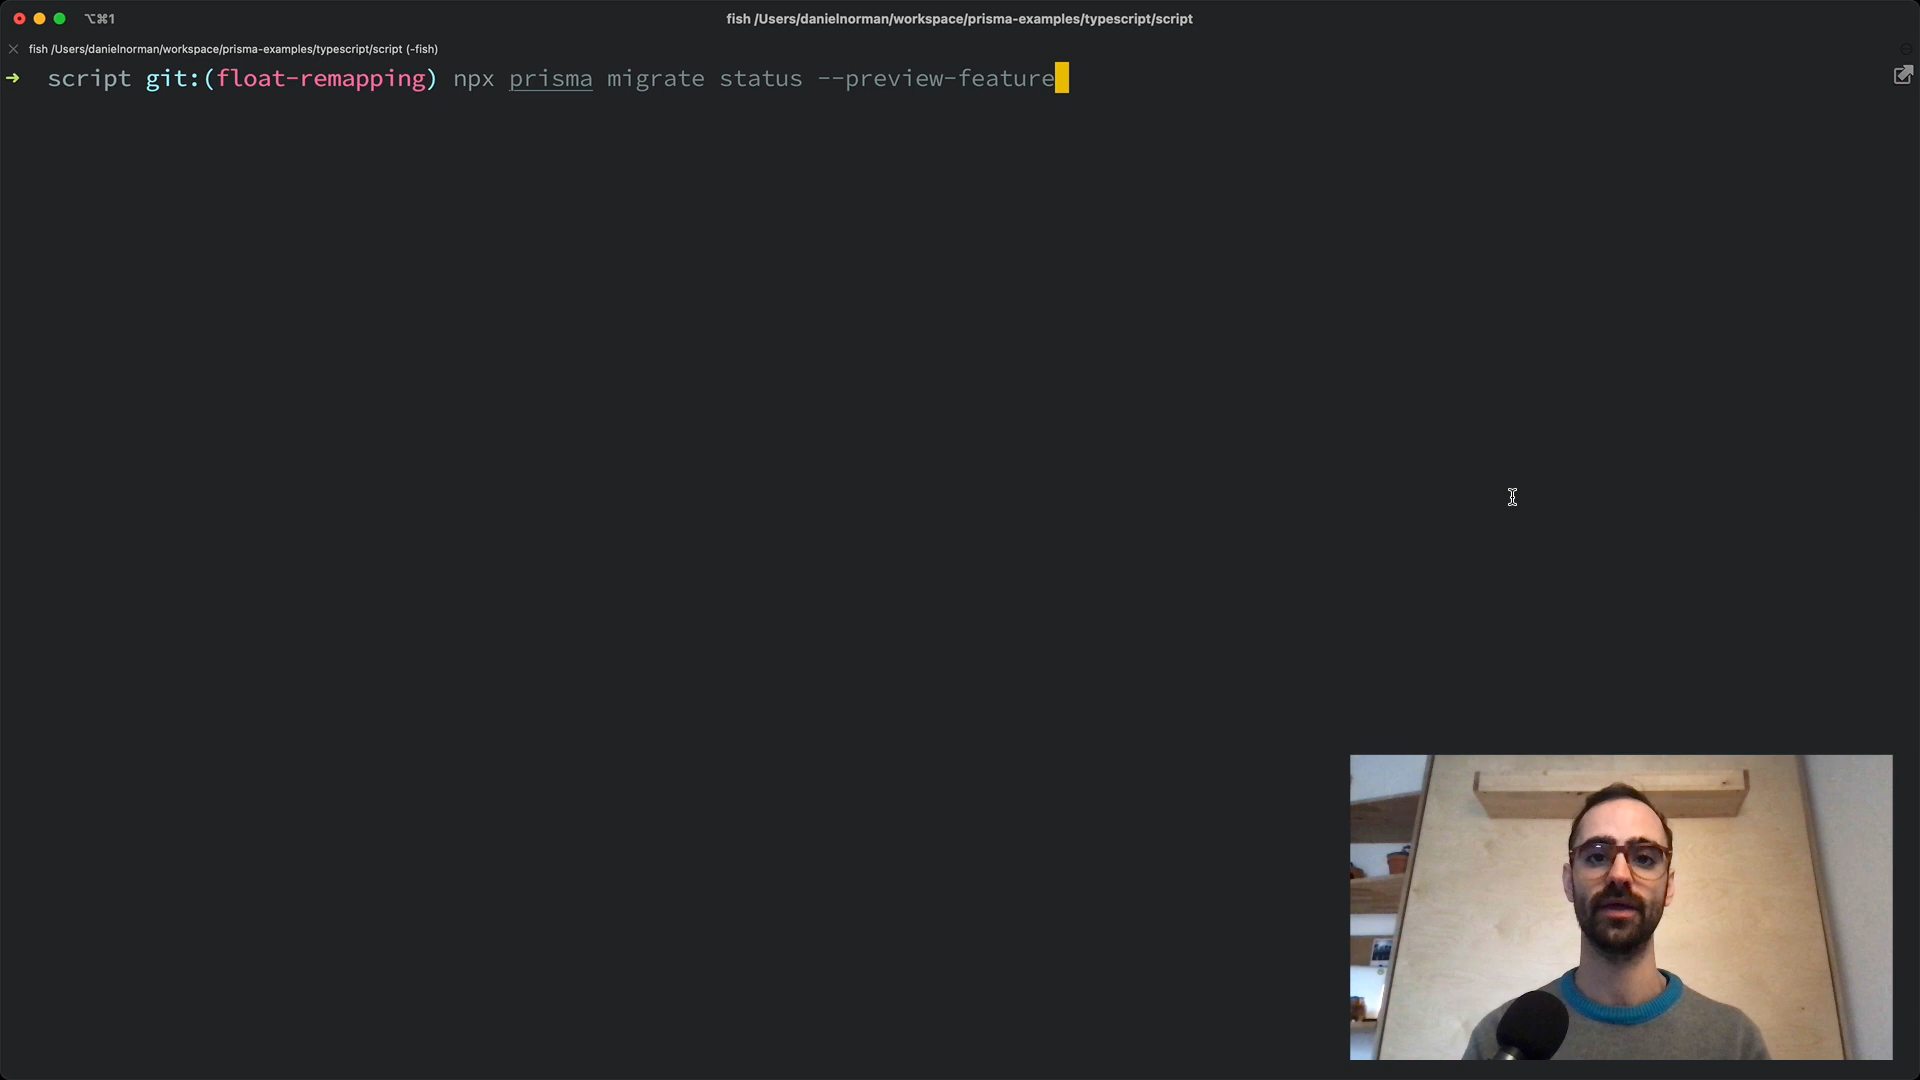 ⌥⌘1
fish /Users/danielnorman/workspace/prisma-examples/typescript/script
fish /Users/danielnorman/workspace/prisma-examples/typescript/script (-fish)
➜ script git:(float-remapping) npx prisma migrate status --preview-feature